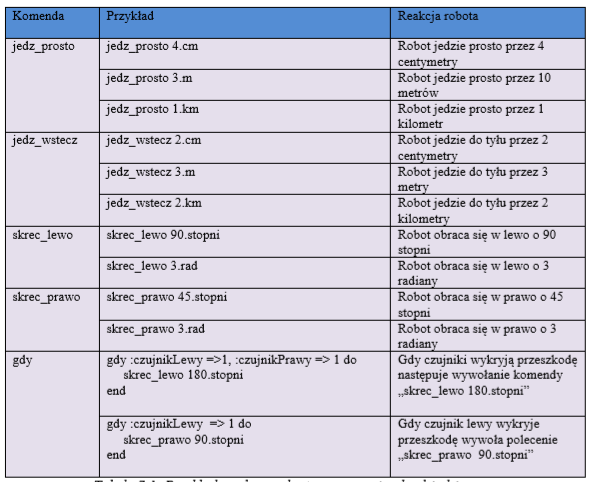 Komenda Przykład Reakcja robota
jedz_prosto jedz_prosto 4.cm Robot jedzie prosto przez 4
centymetry
jedz_prosto 3.m Robot jedzie prosto przez 10
metrów
jedz_prosto 1.km Robot jedzie prosto przez 1
kilometr
jedz_wstecz jedz_wstecz 2.cm Robot jedzie do tyłu przez 2
centymetry
jedz_wstecz 3.m Robot jedzie do tyłu przez 3
metry
jedz_wstecz 2.km Robot jedzie do tyłu przez 2
kilometry
skrec_lewo skrec_lewo 90.stopni Robot obraca się w lewo o 90
stopni
skrec_lewo 3.rad Robot obraca się w lewo o 3
radiany
skrec_prawo skrec_prawo 45.stopni Robot obraca się w prawo o 45
stopni
skrec_prawo 3.rad Robot obraca się w prawo o 3
radiany
gdy gdy :czujnikLewy =>1, :czujnikPrawy => 1 do Gdy czujniki wykryją przeszkodę
skrec_lewo 180.stopni następuje wywołanie komendy
end „skrec_lewo 180.stopni”
gdy :czujnikLewy => 1 do Gdy czujnik lewy wykryje
skrec_prawo 90.stopni przeszkodę wywoła polecenie
end „skrec_prawo 90.stopni”